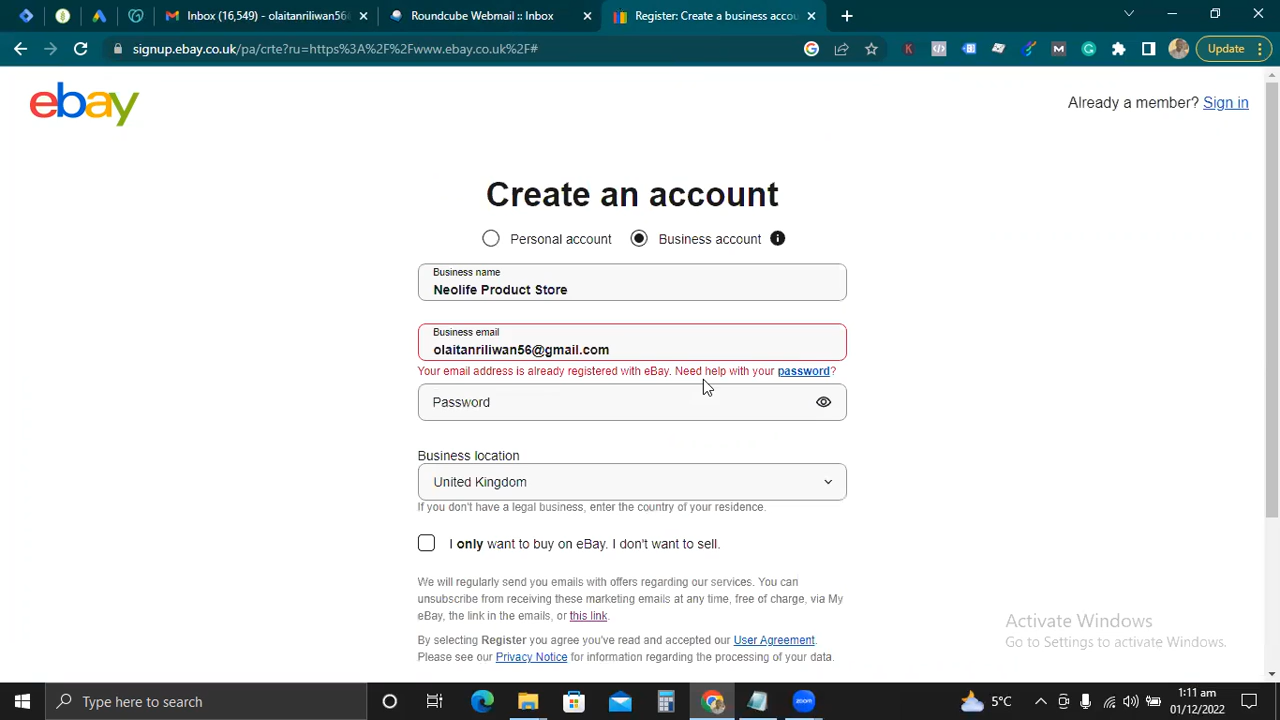 Inbox (16,549) - olaitanriliwan56
Roundcube Webmail :: Inbox
Register: Create a business accou
signup.ebay.co.uk/pa/crte?ru=https%3A%2F%2Fwww.ebay.co.uk%2F#
Update
ebay
Already a member? Sign in
Create an account
Personal account
Business account
Business name
Neolife Product Store
Business email
olaitanriliwan56@gmail.com
Your email address is already registered with eBay. Need help with your password?
Password
Business location
United Kingdom
If you don't have a legal business, enter the country of your residence.
I only want to buy on eBay. I don't want to sell.
We will regularly send you emails with offers regarding our services. You can
unsubscribe from receiving these marketing emails at any time, free of charge, via My
eBay, the link in the emails, or this link.
By selecting Register you agree you've read and accepted our User Agreement.
Please see our Privacy Notice for information regarding the processing of your data.
Activate Windows
Go to Settings to activate Windows.
Type here to search
zoom
5°C
1:11 am
01/12/2022